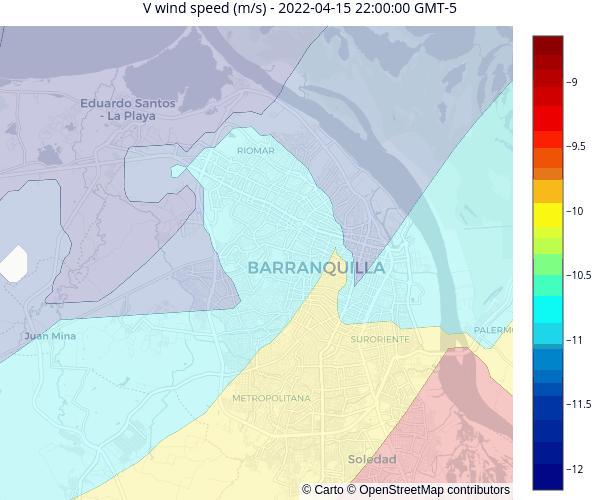 V wind speed (m/s) - 2022-04-15 22:00:00 GMT-5
Eduardo Santos
- La Playa
RIOMAR
BARRANQUILLA
Juan Mina
SURORIENTE
PALERMO
METROPOLITANA
Soledad
© Carto © OpenStreetMap contributors
−9
−9.5
−10
−10.5
−11
−11.5
−12